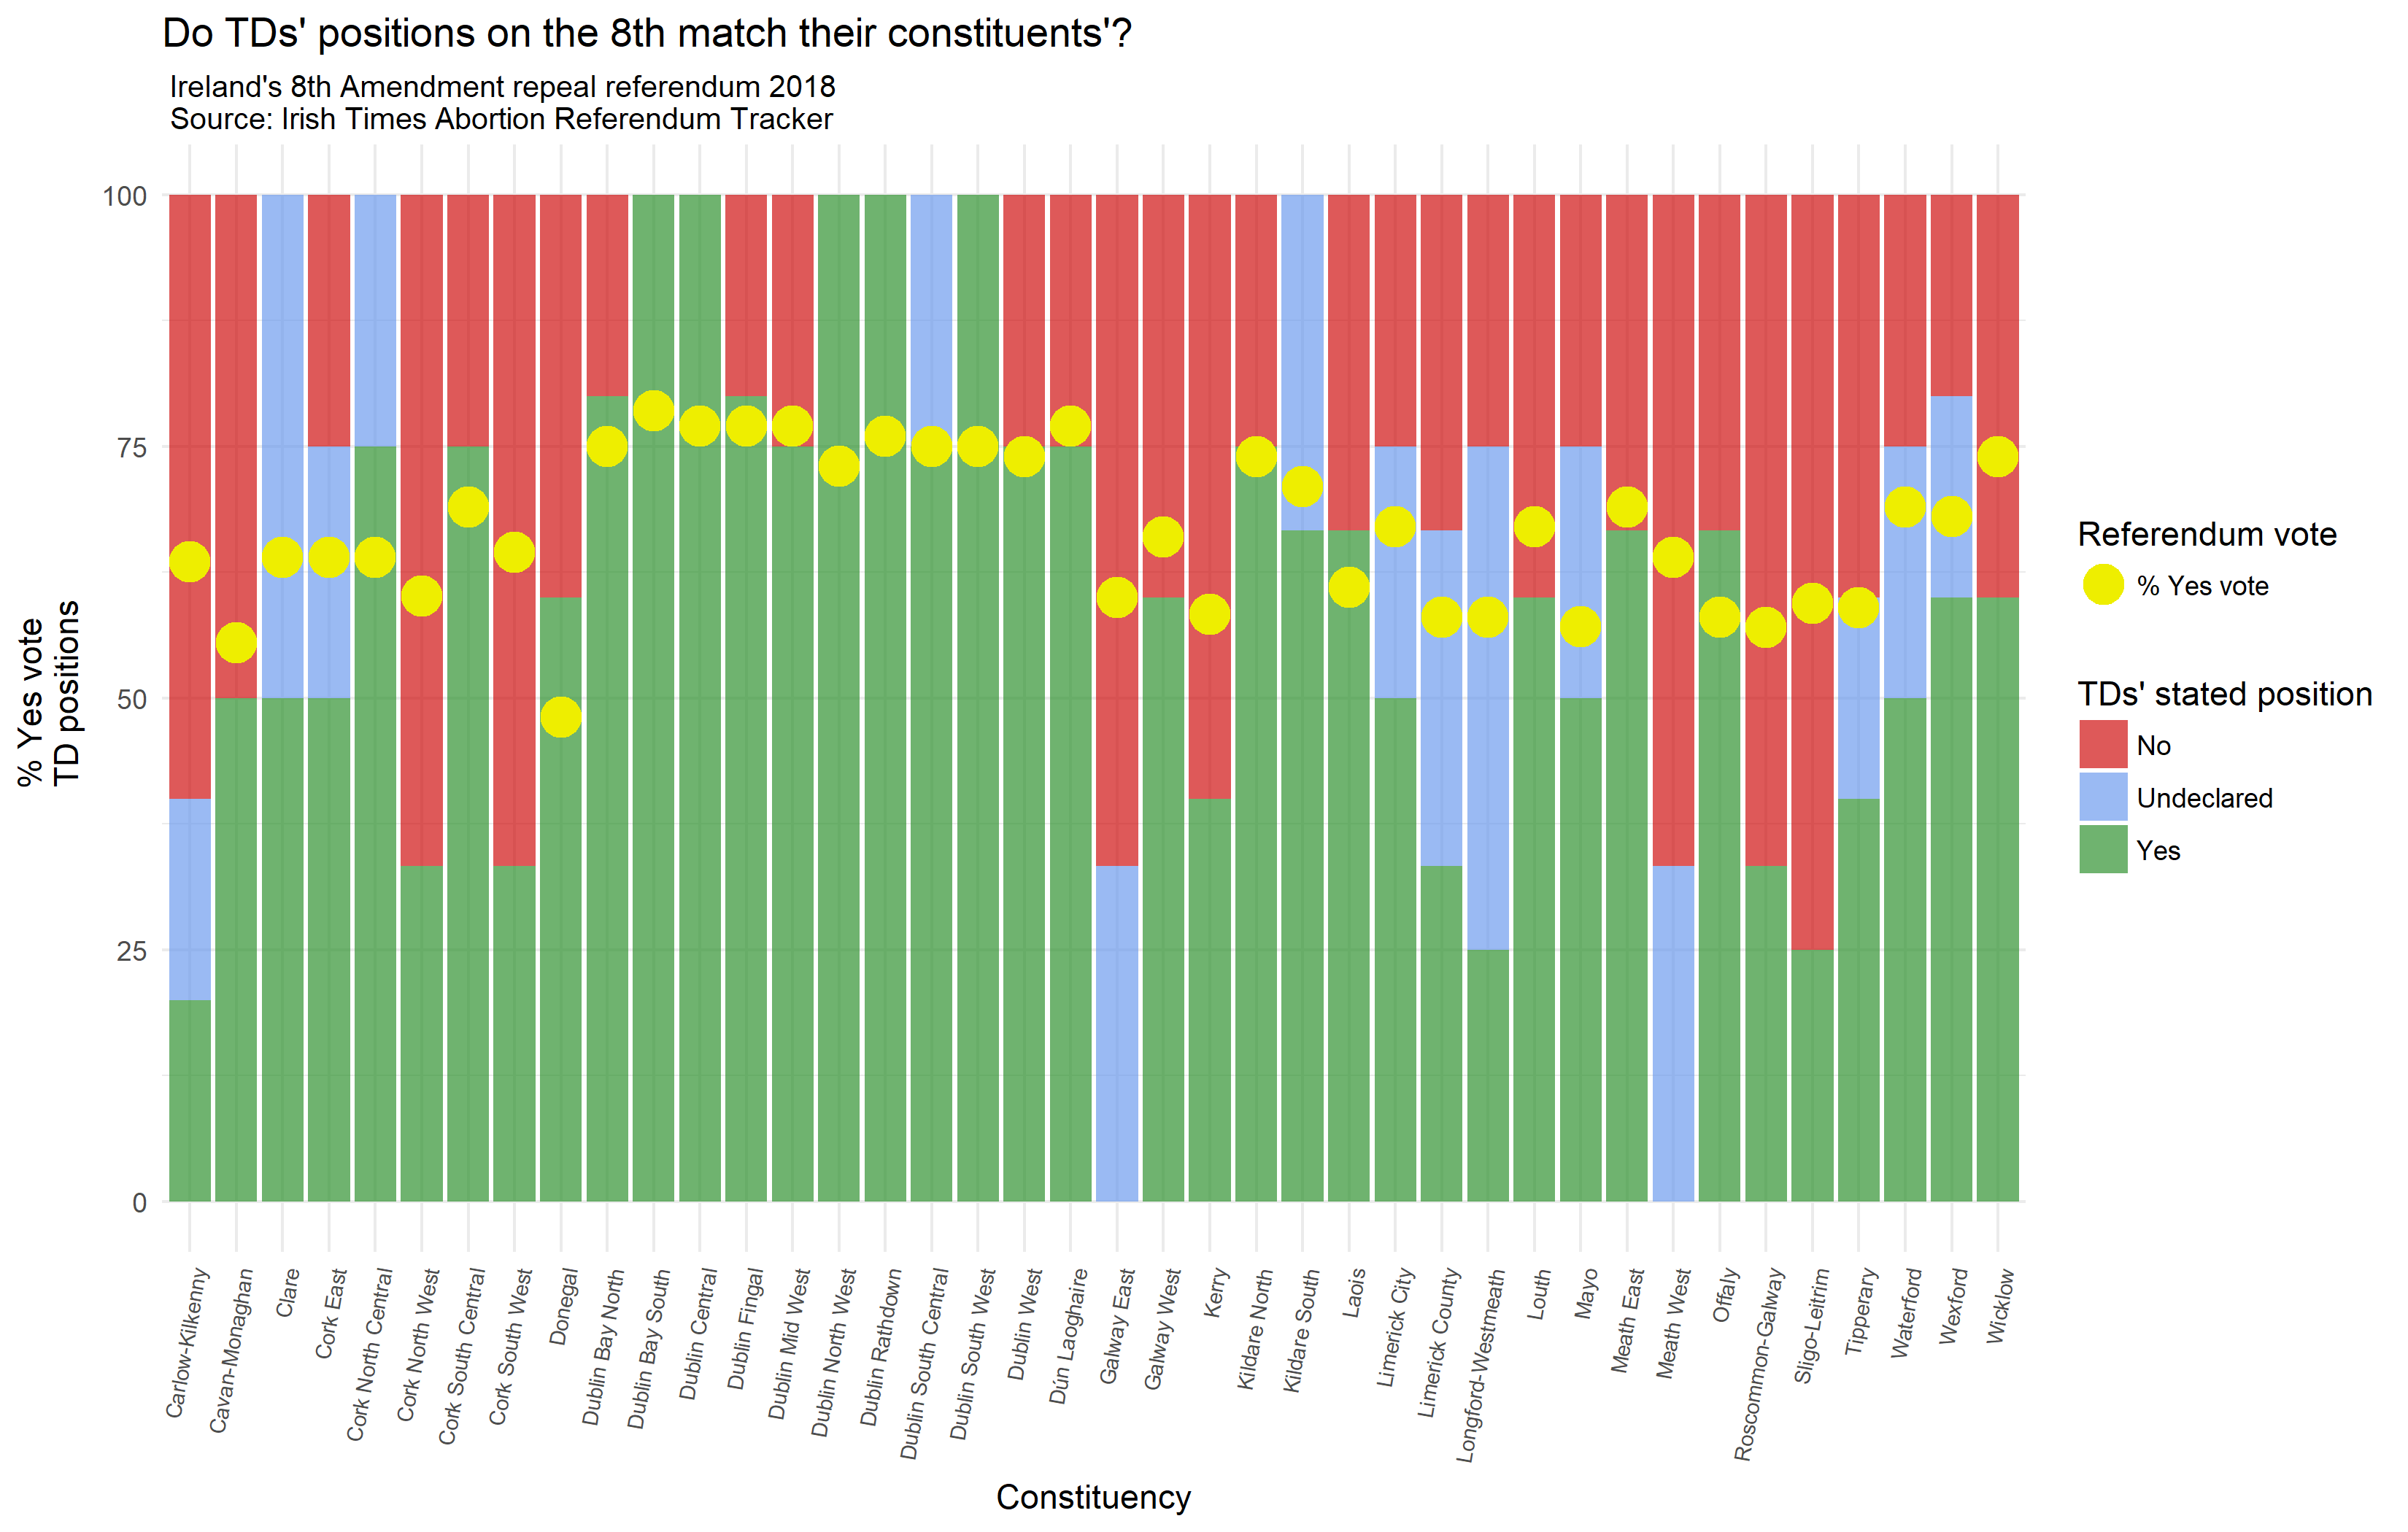 Do TDs' positions on the 8th match their constituents'?
Ireland's 8th Amendment repeal referendum 2018
Source: Irish Times Abortion Referendum Tracker
% Yes vote
TD positions
100
75
50
25
0
Carlow-Kilkenny
Cavan-Monaghan
Clare
Cork East
Cork North Central
Cork North West
Cork South Central
Cork South West
Donegal
Dublin Bay North
Dublin Bay South
Dublin Central
Dublin Fingal
Dublin Mid West
Dublin North West
Dublin Rathdown
Dublin South Central
Dublin South West
Dublin West
Dún Laoghaire
Galway East
Galway West
Kerry
Kildare North
Kildare South
Laois
Limerick City
Limerick County
Longford-Westmeath
Louth
Mayo
Meath East
Meath West
Offaly
Roscommon-Galway
Sligo-Leitrim
Tipperary
Waterford
Wexford
Wicklow
Constituency
Referendum vote
% Yes vote
TDs' stated position
No
Undeclared
Yes